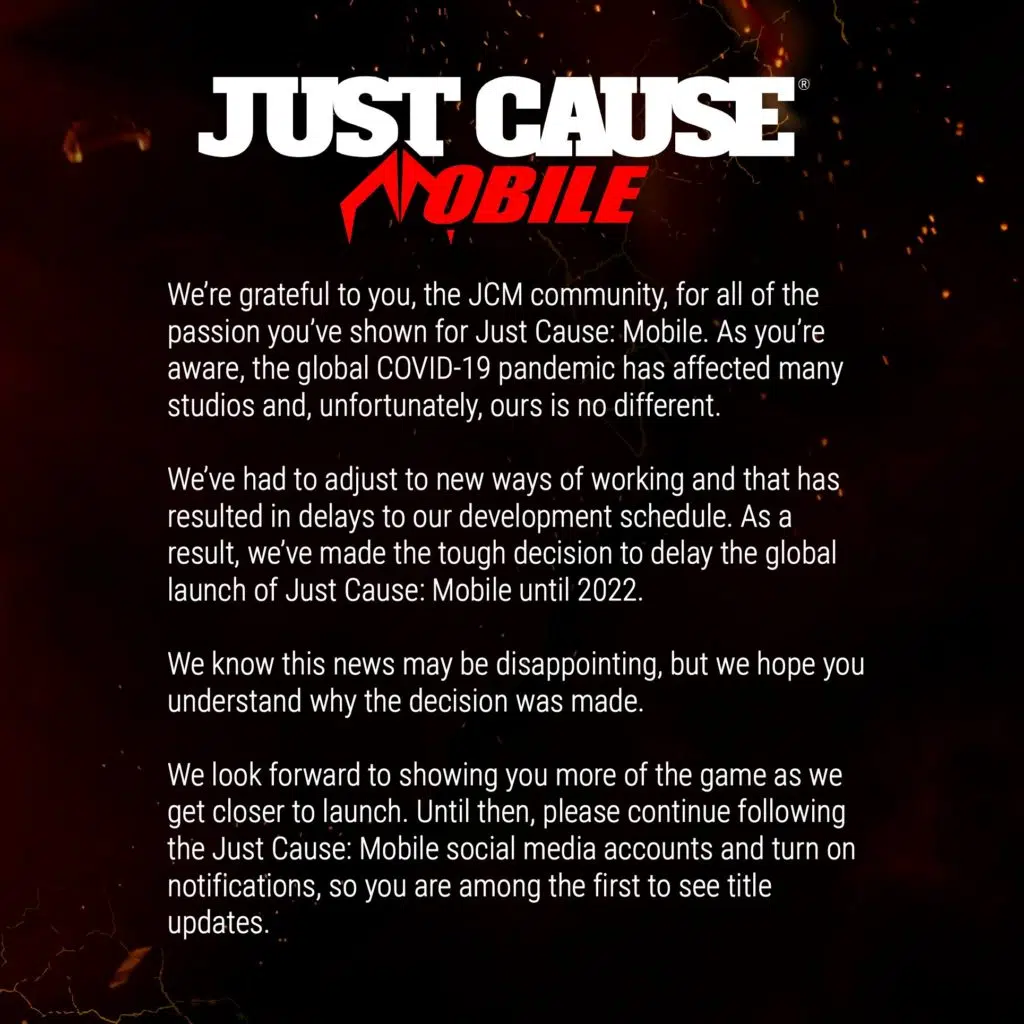 JUST CAUSE®
MOBILE
We're grateful to you, the JCM community, for all of the
passion you've shown for Just Cause: Mobile. As you're
aware, the global COVID-19 pandemic has affected many
studios and, unfortunately, ours is no different.
We've had to adjust to new ways of working and that has
resulted in delays to our development schedule. As a
result, we've made the tough decision to delay the global
launch of Just Cause: Mobile until 2022.
We know this news may be disappointing, but we hope you
understand why the decision was made.
We look forward to showing you more of the game as we
get closer to launch. Until then, please continue following
the Just Cause: Mobile social media accounts and turn on
notifications, so you are among the first to see title
updates.